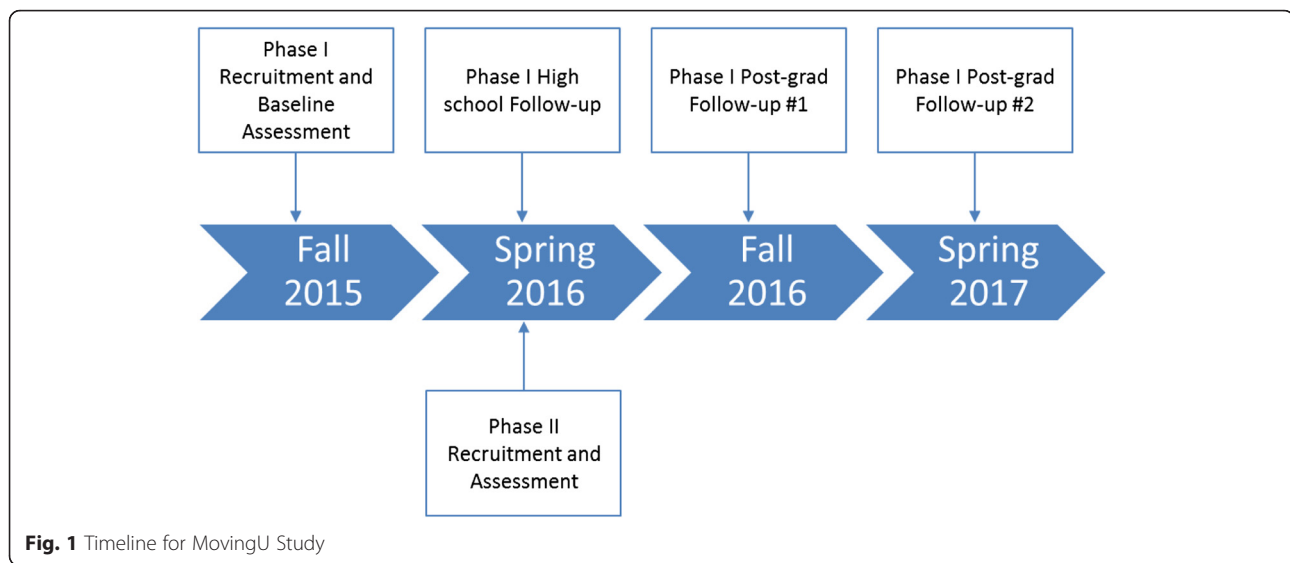 Phase I
Recruitment and
Baseline
Assessment
Phase I High
school Follow-up
Phase I Post-grad
Follow-up #1
Phase I Post-grad
Follow-up #2
Fall
2015
Spring
2016
Fall
2016
Spring
2017
Phase II
Recruitment and
Assessment
Fig. 1 Timeline for MovingU Study